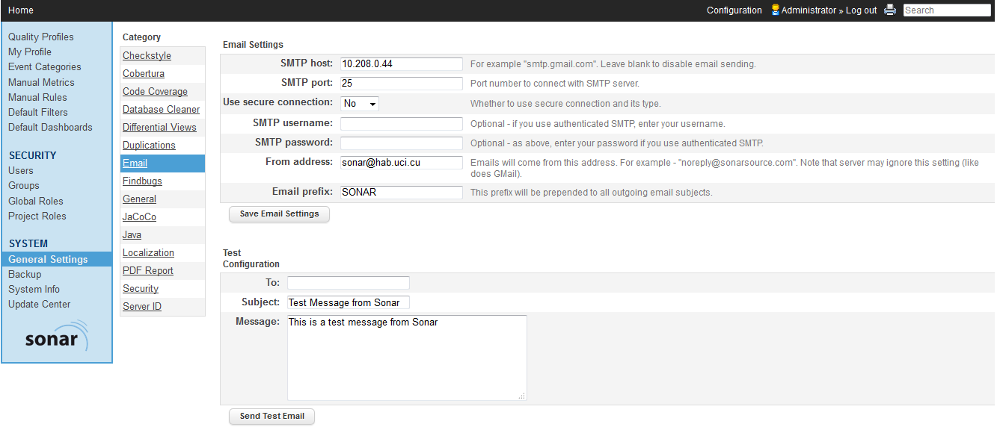 Home
Configuration Administrator » Log out Search
Quality Profiles
My Profile
Event Categories
Manual Metrics
Manual Rules
Default Filters
Default Dashboards
SECURITY
Users
Groups
Global Roles
Project Roles
SYSTEM
General Settings
Backup
System Info
Update Center
sonar
Category
Checkstyle
Cobertura
Code Coverage
Database Cleaner
Differential Views
Duplications
Email
Findbugs
General
JaCoCo
Java
Localization
PDF Report
Security
Server ID
Email Settings
SMTP host: 10.208.0.44 For example "smtp.gmail.com". Leave blank to disable email sending.
SMTP port: 25 Port number to connect with SMTP server.
Use secure connection: No Whether to use secure connection and its type.
SMTP username: Optional - if you use authenticated SMTP, enter your username.
SMTP password: Optional - as above, enter your password if you use authenticated SMTP.
From address: sonar@hab.uci.cu Emails will come from this address. For example - "noreply@sonarsource.com". Note that server may ignore this setting (like
does GMail).
Email prefix: SONAR This prefix will be prepended to all outgoing email subjects.
Save Email Settings
Test
Configuration
To:
Subject: Test Message from Sonar
Message: This is a test message from Sonar
Send Test Email